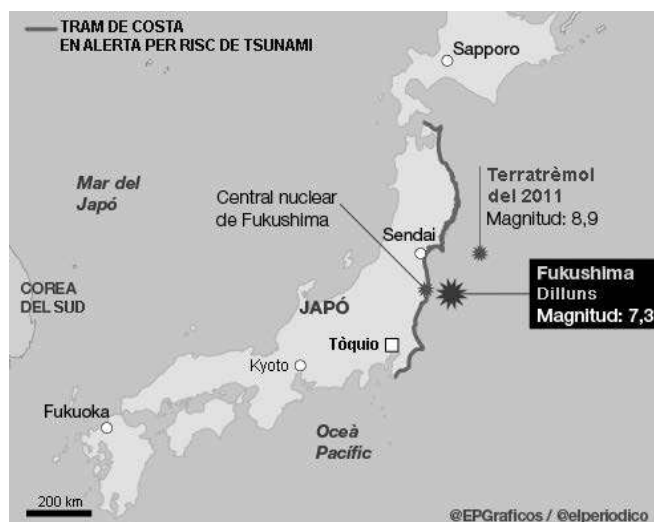 TRAM DE COSTA
EN ALERTA PER RISC DE TSUNAMI
Sapporo
Mar del
Japó
Terratrèmol
del 2011
Magnitud: 8,9
Central nuclear
de Fukushima
Sendai
Fukushima
Dilluns
Magnitud: 7,3
COREA
DEL SUD
JAPÓ
Tòquio
Kyoto
Fukuoka
Oceà
Pacífic
200 km
@EPGraficos / @elperiodico